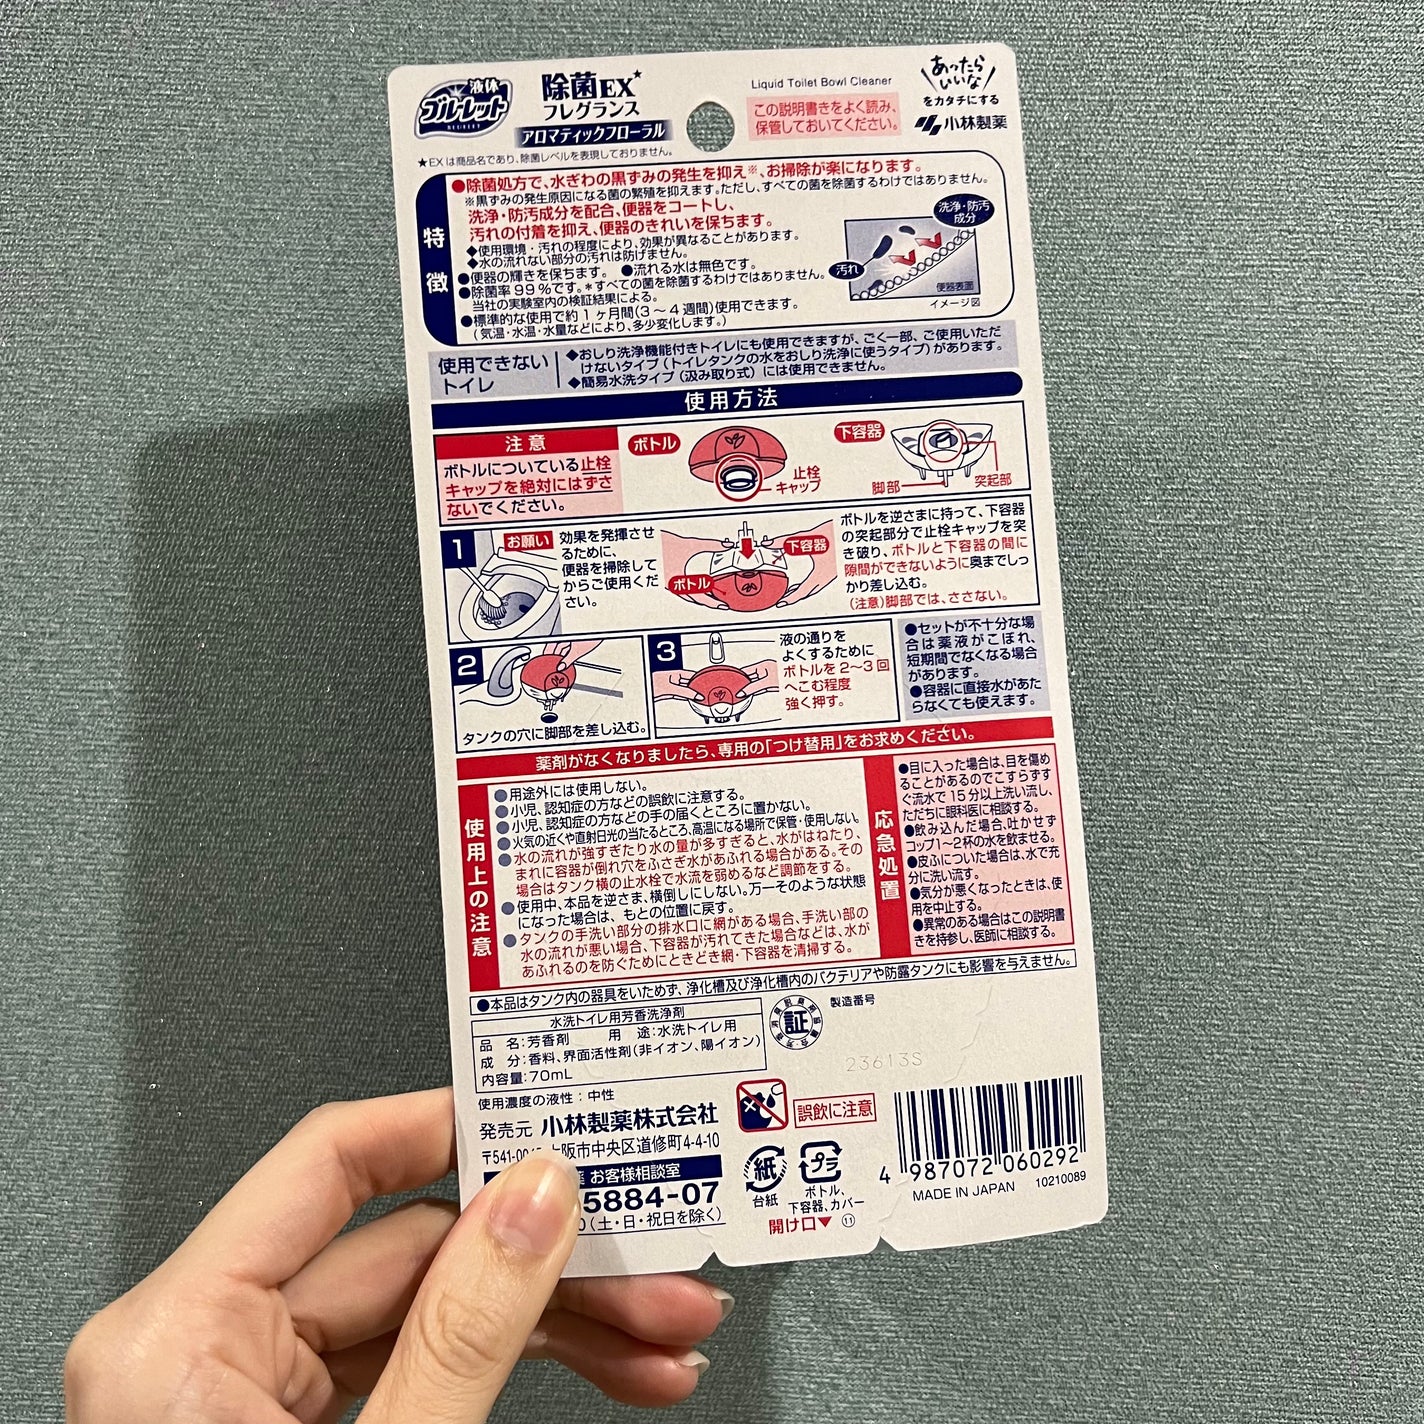 液体
ブルーレット
BLUELET
除菌EX★
フレグランス
アロマティックフローラル
Liquid Toilet Bowl Cleaner
この説明書きをよく読み、
保管しておいてください。
あったら
いいな
をカタチにする
小林製薬
★EXは商品名であり、除菌レベルを表現しておりません。
特徴
●除菌処方で、水ぎわの黒ずみの発生を抑え※、お掃除が楽になります。
※黒ずみの発生原因になる菌の繁殖を抑えます。ただし、すべての菌を除菌するわけではありません。
洗浄・防汚成分を配合、便器をコートし、
汚れの付着を抑え、便器のきれいを保ちます。
◆使用環境・汚れの程度により、効果が異なることがあります。
◆水の流れない部分の汚れは防げません。
●便器の輝きを保ちます。 ●流れる水は無色です。
●除菌率99%です。*すべての菌を除菌するわけではありません。
当社の実験室内の検証結果による。
●標準的な使用で約1ヶ月間(3〜4週間)使用できます。
(気温・水温・水量などにより、多少変化します。)
洗浄・防汚
成分
汚れ
便器表面
イメージ図
使用できない
トイレ
◆おしり洗浄機能付きトイレにも使用できますが、ごく一部、ご使用いただ
けないタイプ(トイレタンクの水をおしり洗浄に使うタイプ)があります。
◆簡易水洗タイプ(汲み取り式)には使用できません。
使用方法
注意
ボトルについている止栓
キャップを絶対にはずさ
ないでください。
ボトル
止栓
キャップ
下容器
脚部
突起部
1
お願い
効果を発揮させ
るために、
便器を掃除して
からご使用くだ
さい。
下容器
ボトル
ボトルを逆さまに持って、下容器
の突起部分で止栓キャップを突
き破り、ボトルと下容器の間に
隙間ができないように奥までしっ
かり差し込む。
(注意)脚部では、ささない。
2
タンクの穴に脚部を差し込む。
3
液の通りを
よくするために
ボトルを2〜3回
へこむ程度
強く押す。
●セットが不十分な場
合は薬液がこぼれ、
短期間でなくなる場合
があります。
●容器に直接水があた
らなくても使えます。
薬剤がなくなりましたら、専用の「つけ替用」をお求めください。
使用上の注意
●用途外には使用しない。
●小児、認知症の方などの誤飲に注意する。
●小児、認知症の方などの手の届くところに置かない。
●火気の近くや直射日光の当たるところ、高温になる場所で保管・使用しない。
●水の流れが強すぎたり水の量が多すぎると、水がはねたり、
まれに容器が倒れ穴をふさぎ水があふれる場合がある。その
場合はタンク横の止水栓で水流を弱めるなど調節をする。
●使用中、本品を逆さま、横倒しにしない。万一そのような状態
になった場合は、もとの位置に戻す。
●タンクの手洗い部分の排水口に網がある場合、手洗い部の
水の流れが悪い場合、下容器が汚れてきた場合などは、水が
あふれるのを防ぐためにときどき網・下容器を清掃する。
応急処置
●目に入った場合は、目を傷め
ることがあるのでこすらずす
ぐ流水で15分以上洗い流し、
ただちに眼科医に相談する。
●飲み込んだ場合、吐かせず
コップ1〜2杯の水を飲ませる。
●皮ふについた場合は、水で充
分に洗い流す。
●気分が悪くなったときは、使
用を中止する。
●異常のある場合はこの説明書
きを持参し、医師に相談する。
●本品はタンク内の器具をいためず、浄化槽及び浄化槽内のバクテリアや防露タンクにも影響を与えません。
水洗トイレ用芳香洗浄剤
品 名:芳香剤 用 途:水洗トイレ用
成 分:香料、界面活性剤(非イオン、陽イオン)
内容量:70mL
証
製造番号
23613S
使用濃度の液性:中性
発売元 小林製薬株式会社
〒541-00 大阪市中央区道修町4-4-10
お客様相談室
5884-07
0(土・日・祝日を除く)
誤飲に注意
紙
台紙
プラ
ボトル、
下容器、カバー
開け口▼ ⑪
4 987072 060292
MADE IN JAPAN 10210089